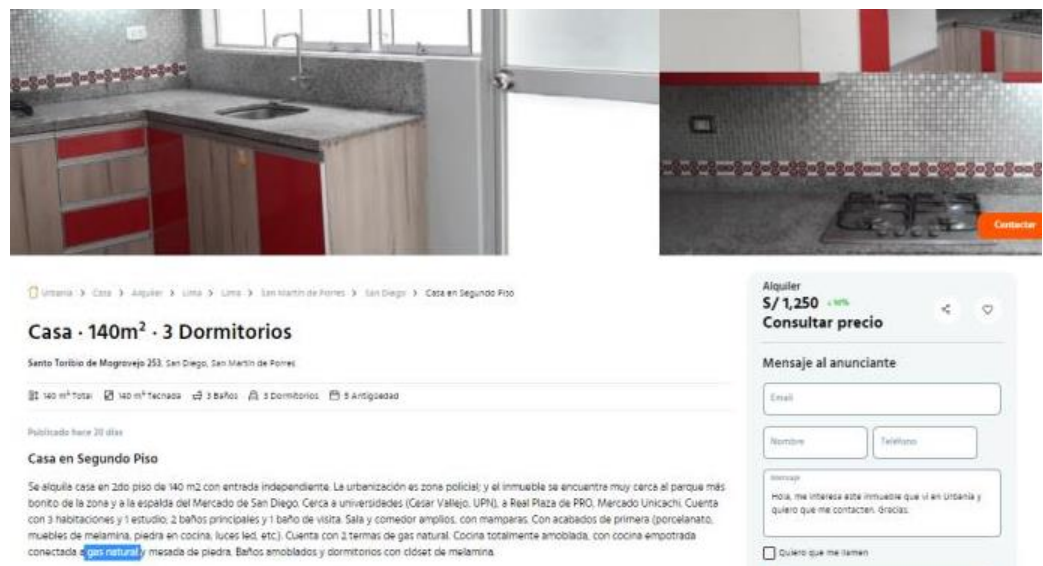 Contactar
Urbania > Casa > Alquiler > Lima > Lima > San Martín de Porres > San Diego > Casa en Segundo Piso
Casa · 140m² · 3 Dormitorios
Santo Toribio de Mogrovejo 253, San Diego, San Martín de Porres
140 m² Total 140 m² Techada 3 Baños 3 Dormitorios 5 Antigüedad
Publicado hace 20 días
Casa en Segundo Piso
Se alquila casa en 2do piso de 140 m2 con entrada independiente. La urbanización es zona policial; y el inmueble se encuentra muy cerca al parque más
bonito de la zona y a la espalda del Mercado de San Diego. Cerca a universidades (Cesar Vallejo, UPN), a Real Plaza de PRO, Mercado Unicachi. Cuenta
con 3 habitaciones y 1 estudio, 2 baños principales y 1 baño de visita. Sala y comedor amplios, con mamparas. Con acabados de primera (porcelanato,
muebles de melamina, piedra en cocina, luces led, etc.). Cuenta con 2 termas de gas natural. Cocina totalmente amoblada, con cocina empotrada
conectada a gas natural y mesada de piedra. Baños amoblados y dormitorios con clóset de melamina.
Alquiler
S/ 1,250
Consultar precio
Mensaje al anunciante
Email
Nombre Teléfono
Mensaje
Hola, me interesa este inmueble que vi en Urbania y
quiero que me contacten. Gracias.
Quiero que me llamen